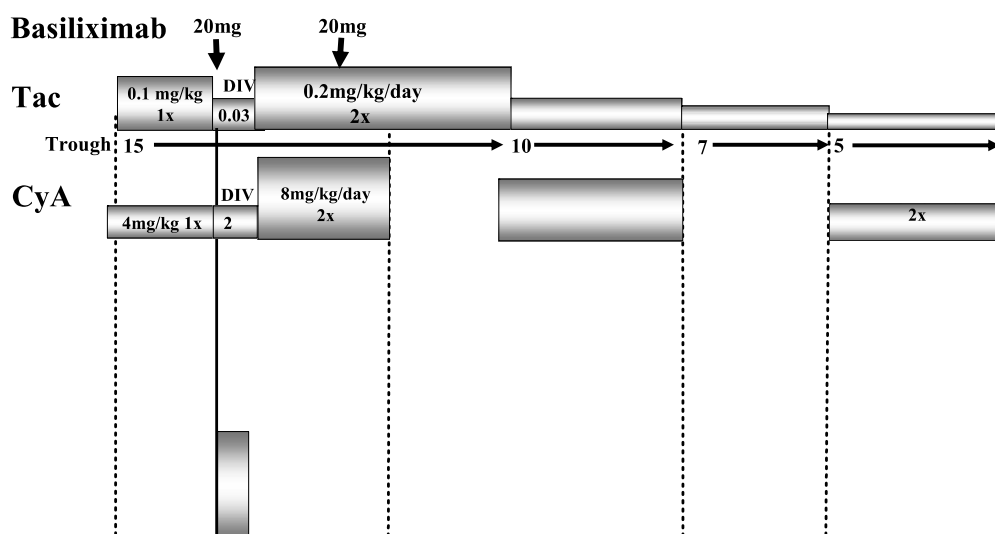 Basiliximab 20mg 20mg
Tac 0.1 mg/kg 1x DIV 0.03 0.2mg/kg/day 2x
Trough 15 10 7 5
CyA 4mg/kg 1x DIV 2 8mg/kg/day 2x 2x